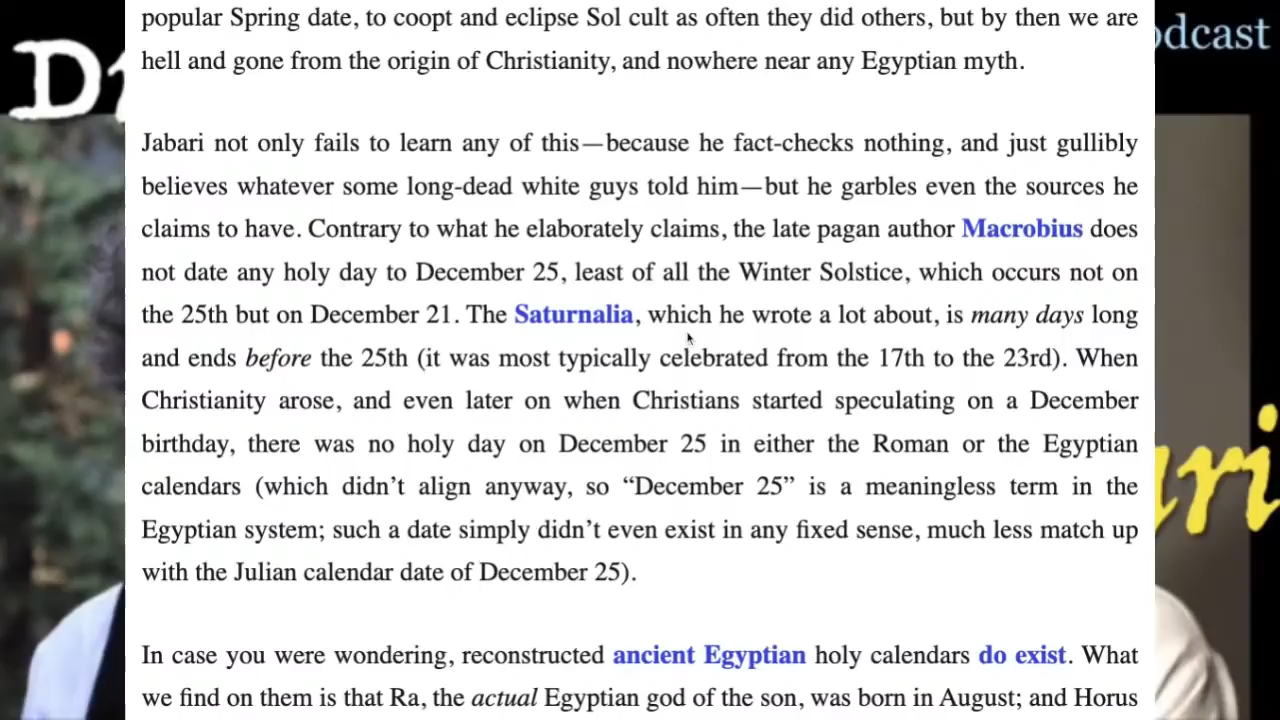 popular Spring date, to coopt and eclipse Sol cult as often they did others, but by then we are
hell and gone from the origin of Christianity, and nowhere near any Egyptian myth.
Jabari not only fails to learn any of this—because he fact-checks nothing, and just gullibly
believes whatever some long-dead white guys told him—but he garbles even the sources he
claims to have. Contrary to what he elaborately claims, the late pagan author Macrobius does
not date any holy day to December 25, least of all the Winter Solstice, which occurs not on
the 25th but on December 21. The Saturnalia, which he wrote a lot about, is many days long
and ends before the 25th (it was most typically celebrated from the 17th to the 23rd). When
Christianity arose, and even later on when Christians started speculating on a December
birthday, there was no holy day on December 25 in either the Roman or the Egyptian
calendars (which didn’t align anyway, so “December 25” is a meaningless term in the
Egyptian system; such a date simply didn’t even exist in any fixed sense, much less match up
with the Julian calendar date of December 25).
In case you were wondering, reconstructed ancient Egyptian holy calendars do exist. What
we find on them is that Ra, the actual Egyptian god of the son, was born in August; and Horus
odcast
ri